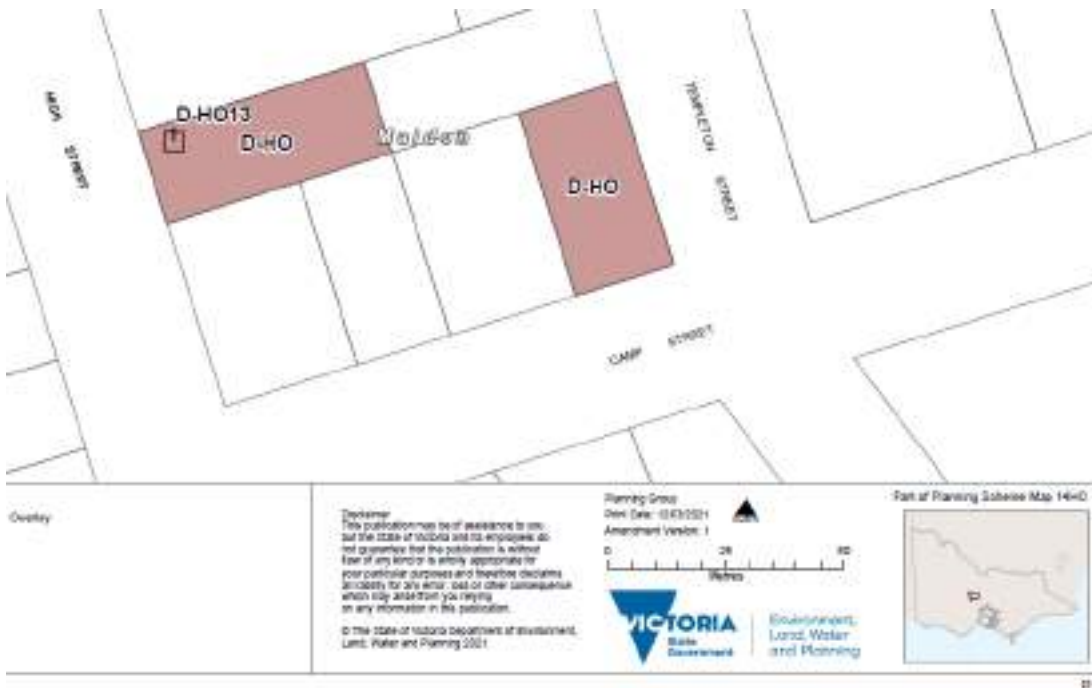 HIGH STREET
D-HO13
D-HO
Maldon
TEMPLETON STREET
D-HO
CAMP STREET
Overlay
Disclaimer
This publication may be of assistance to you
but the State of Victoria and its employees do
not guarantee that the publication is without
flaw of any kind or is wholly appropriate for
your particular purposes and therefore disclaims
all liability for any error, loss or other consequence
which may arise from you relying
on any information in this publication.
© The State of Victoria Department of Environment,
Land, Water and Planning 2021
Planning Group
Print Date:
Amendment Version: 1
0 25 50
Metres
VICTORIA
State
Government
Environment,
Land, Water
and Planning
Part of Planning Scheme Map 14HO